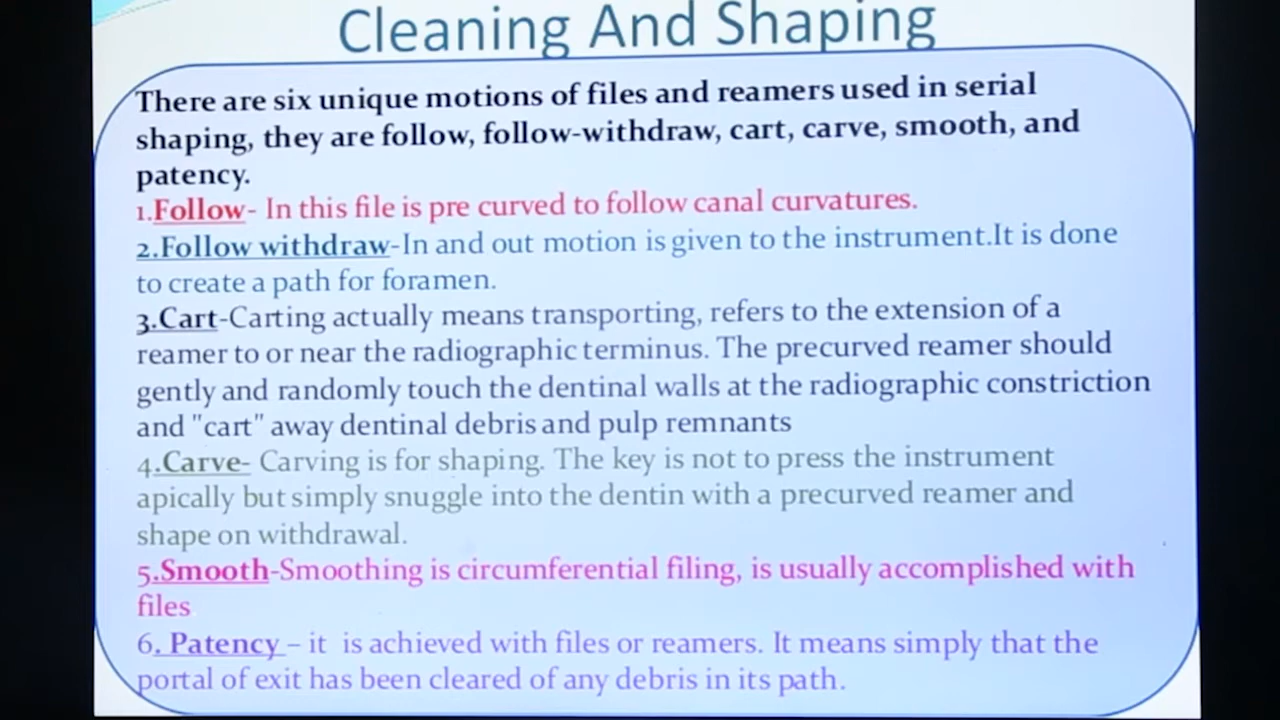 Cleaning And Shaping
There are six unique motions of files and reamers used in serial
shaping, they are follow, follow-withdraw, cart, carve, smooth, and
patency.
1.Follow- In this file is pre curved to follow canal curvatures.
2.Follow withdraw-In and out motion is given to the instrument.It is done
to create a path for foramen.
3.Cart-Carting actually means transporting, refers to the extension of a
reamer to or near the radiographic terminus. The precurved reamer should
gently and randomly touch the dentinal walls at the radiographic constriction
and "cart" away dentinal debris and pulp remnants
4.Carve- Carving is for shaping. The key is not to press the instrument
apically but simply snuggle into the dentin with a precurved reamer and
shape on withdrawal.
5.Smooth-Smoothing is circumferential filing, is usually accomplished with
files
6. Patency – it is achieved with files or reamers. It means simply that the
portal of exit has been cleared of any debris in its path.